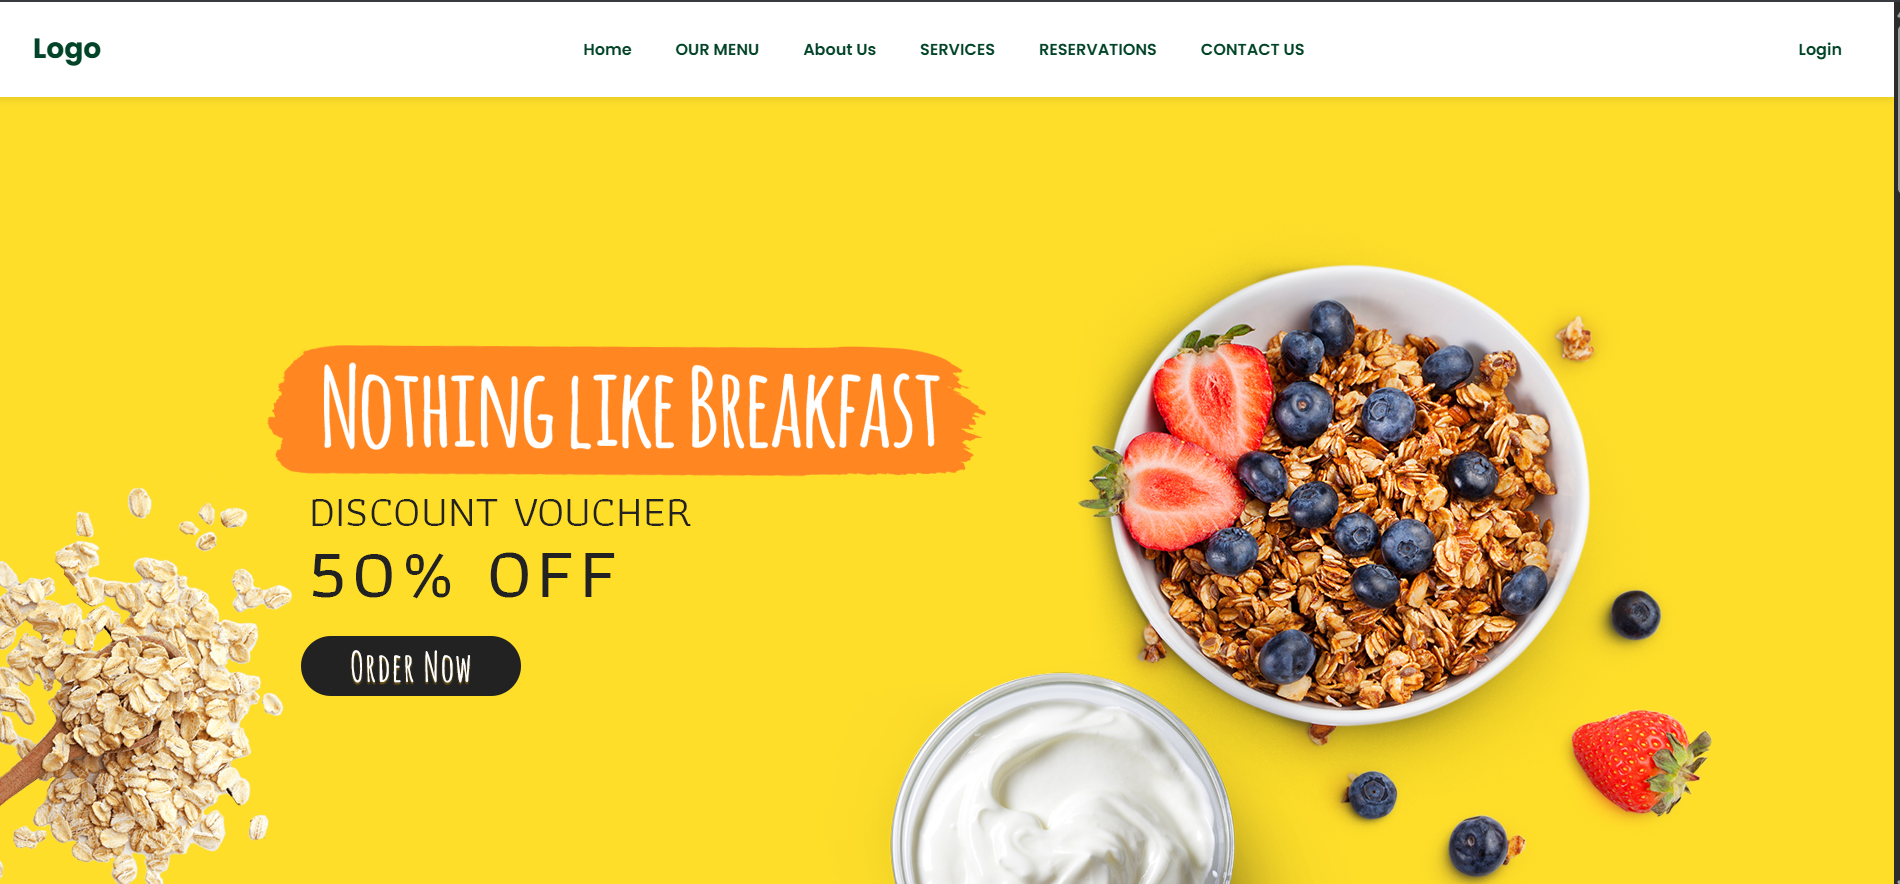 Logo
Home OUR MENU About Us SERVICES RESERVATIONS CONTACT US
Login
NOTHING LIKE BREAKFAST
DISCOUNT VOUCHER
50% OFF
ORDER NOW